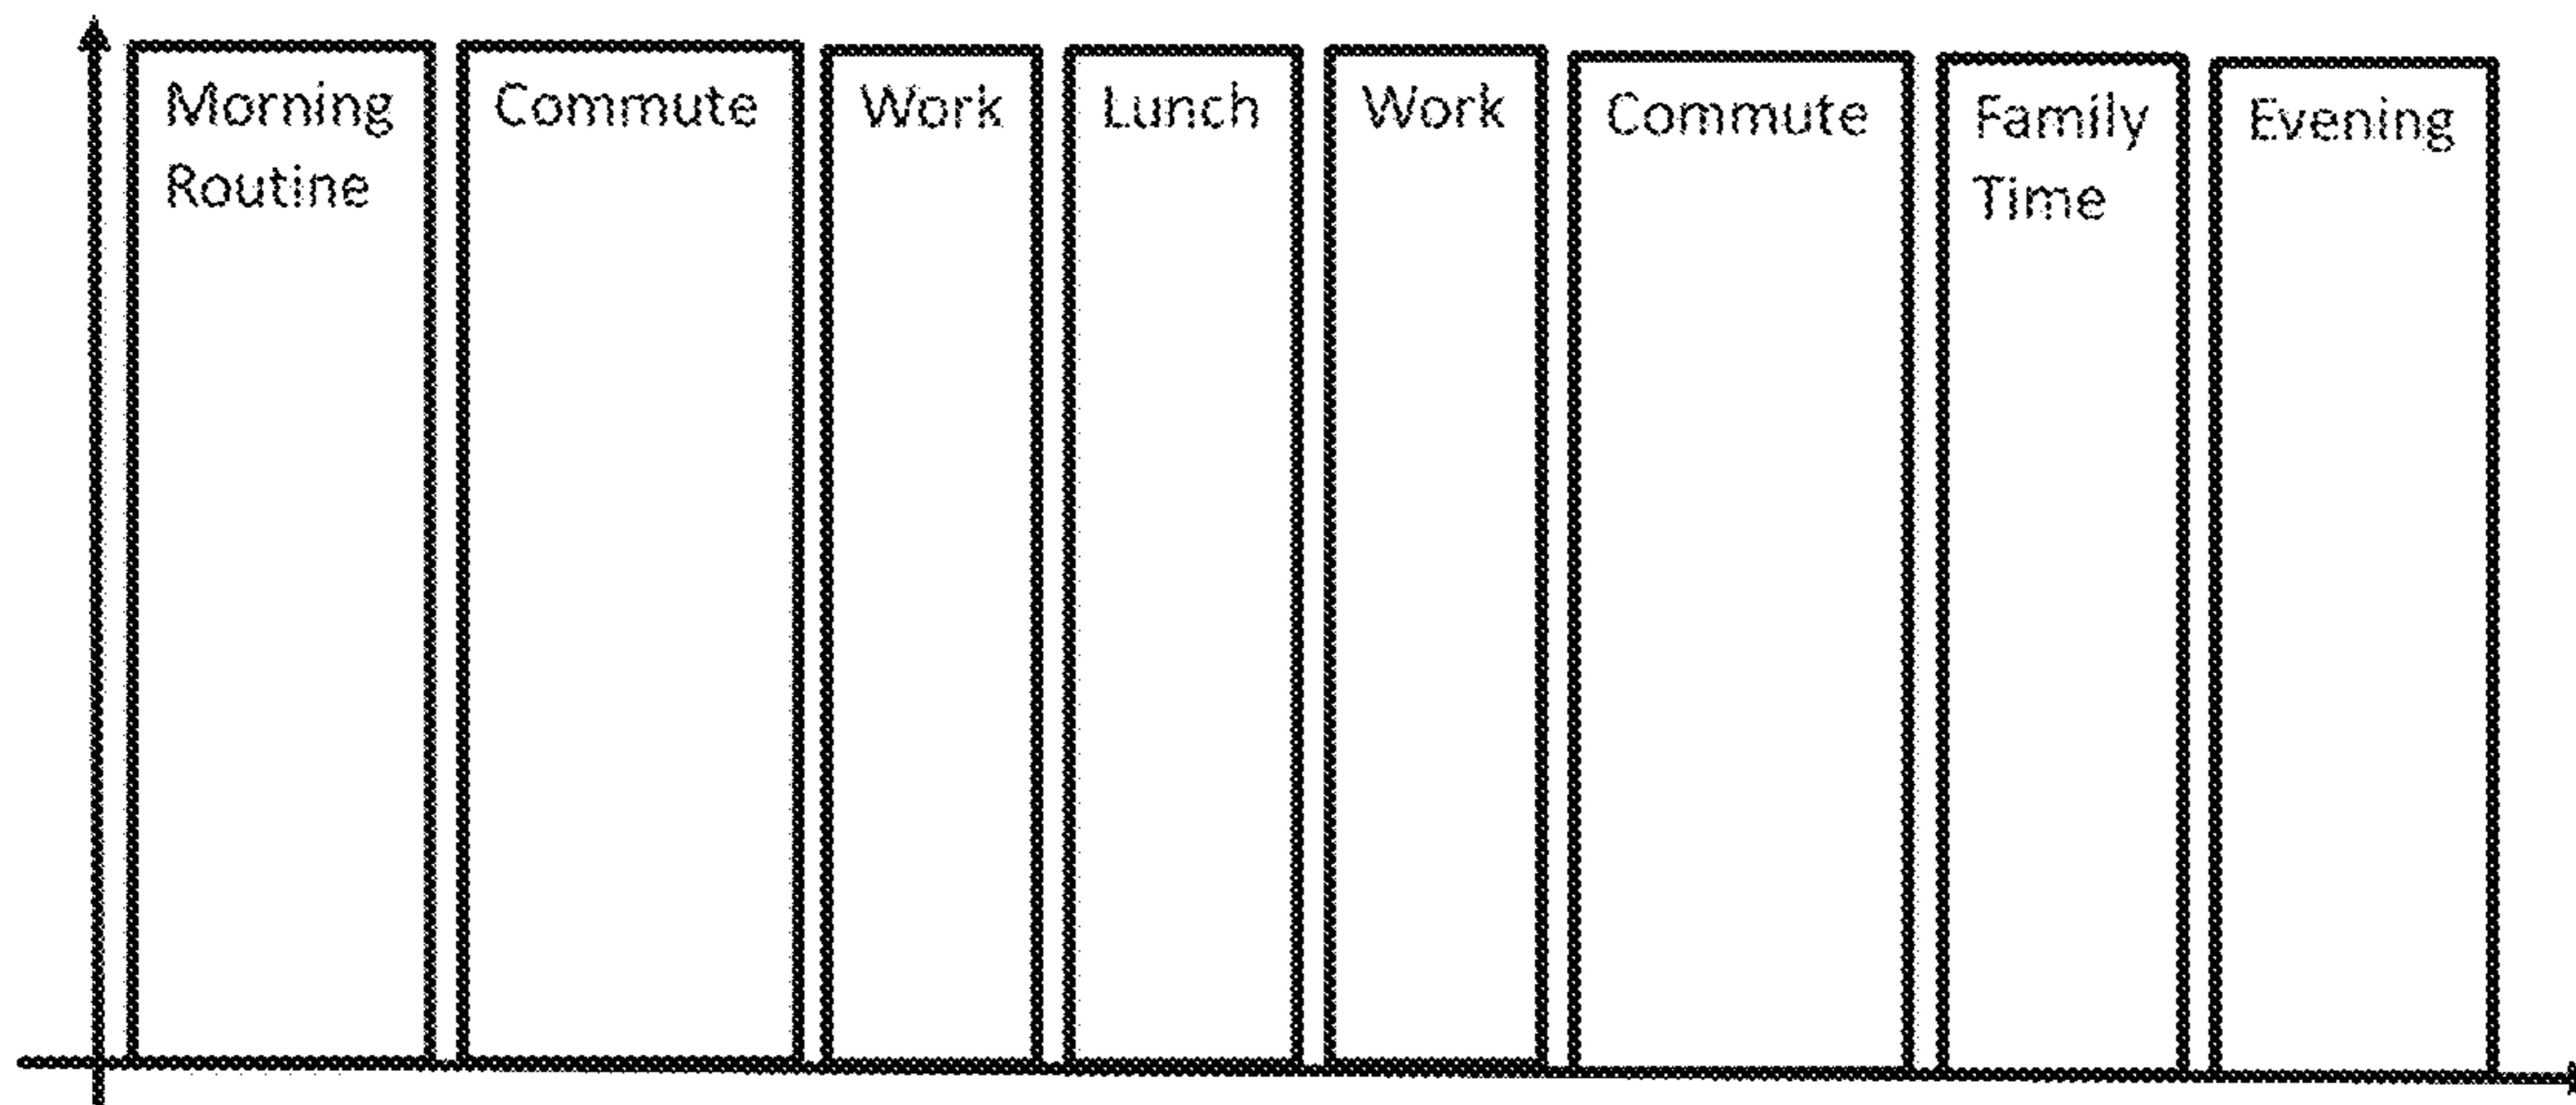 Morning
Routine
Commute
Work
Lunch
Work
Commute
Family
Time
Evening